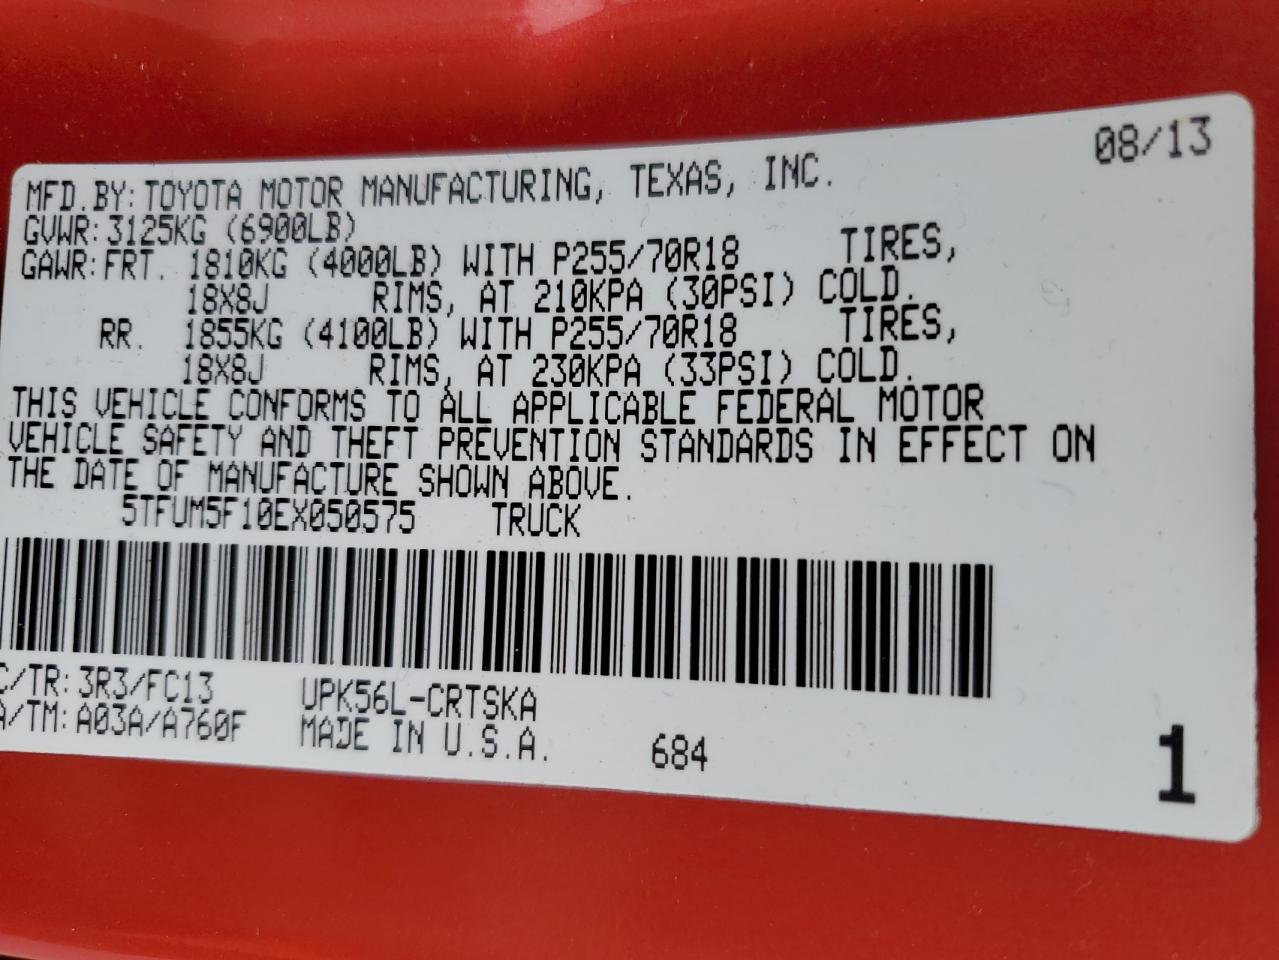 08/13
MFD.BY: TOYOTA MOTOR MANUFACTURING, TEXAS, INC.
GVWR: 3125KG (6900LB)
GAWR: FRT. 1810KG (4000LB) WITH P255/70R18 TIRES,
18X8J RIMS, AT 210KPA (30PSI) COLD.
RR. 1855KG (4100LB) WITH P255/70R18 TIRES,
18X8J RIMS, AT 230KPA (33PSI) COLD.
THIS VEHICLE CONFORMS TO ALL APPLICABLE FEDERAL MOTOR
VEHICLE SAFETY AND THEFT PREVENTION STANDARDS IN EFFECT ON
THE DATE OF MANUFACTURE SHOWN ABOVE.
5TFUM5F10EX050575 TRUCK
C/TR: 3R3/FC13 UPK56L-CRTSKA
A/TM: A03A/A760F MADE IN U.S.A. 684
1